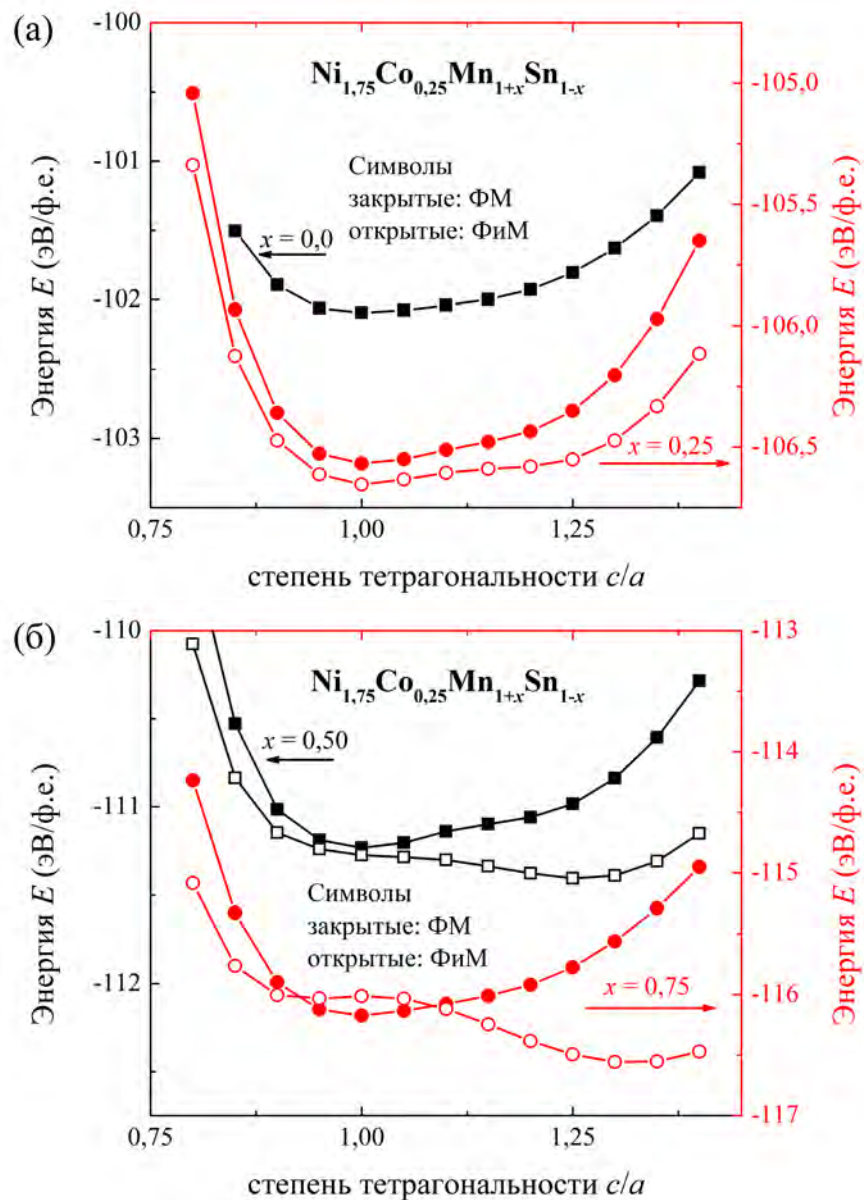 (а)
Ni1,75Co0,25Mn1+xSn1-x
Символы
закрытые: ФМ
открытые: ФиМ
x = 0,0
x = 0,25
Энергия E (эВ/ф.е.)
-100
-101
-102
-103
Энергия E (эВ/ф.е.)
-105,0
-105,5
-106,0
-106,5
0,75 1,00 1,25
степень тетрагональности c/a
(б)
Ni1,75Co0,25Mn1+xSn1-x
x = 0,50
Символы
закрытые: ФМ
открытые: ФиМ
x = 0,75
Энергия E (эВ/ф.е.)
-110
-111
-112
Энергия E (эВ/ф.е.)
-113
-114
-115
-116
-117
0,75 1,00 1,25
степень тетрагональности c/a